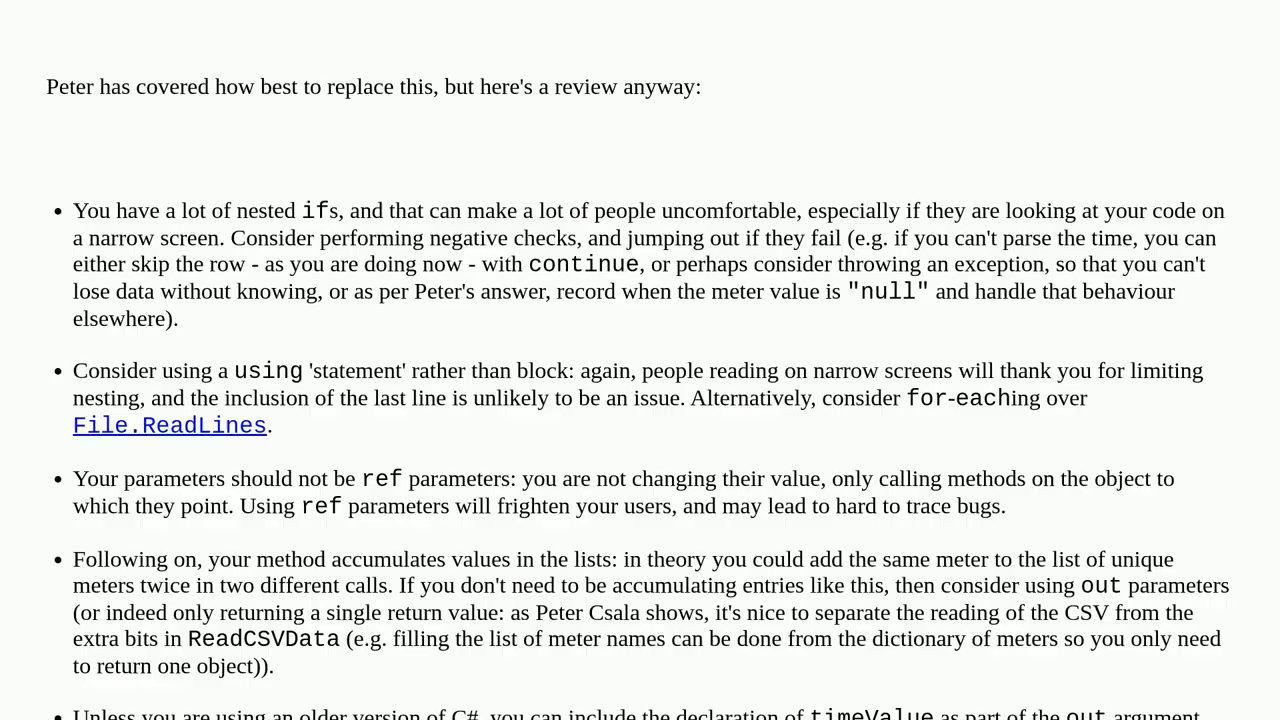 Peter has covered how best to replace this, but here's a review anyway:
• You have a lot of nested ifs, and that can make a lot of people uncomfortable, especially if they are looking at your code on
a narrow screen. Consider performing negative checks, and jumping out if they fail (e.g. if you can't parse the time, you can
either skip the row - as you are doing now - with continue, or perhaps consider throwing an exception, so that you can't
lose data without knowing, or as per Peter's answer, record when the meter value is "null" and handle that behaviour
elsewhere).
• Consider using a using 'statement' rather than block: again, people reading on narrow screens will thank you for limiting
nesting, and the inclusion of the last line is unlikely to be an issue. Alternatively, consider for-eaching over
File.ReadLines.
• Your parameters should not be ref parameters: you are not changing their value, only calling methods on the object to
which they point. Using ref parameters will frighten your users, and may lead to hard to trace bugs.
• Following on, your method accumulates values in the lists: in theory you could add the same meter to the list of unique
meters twice in two different calls. If you don't need to be accumulating entries like this, then consider using out parameters
(or indeed only returning a single return value: as Peter Csala shows, it's nice to separate the reading of the CSV from the
extra bits in ReadCSVData (e.g. filling the list of meter names can be done from the dictionary of meters so you only need
to return one object)).
• Unless you are using an older version of C#, you can include the declaration of timeValue as part of the out argument